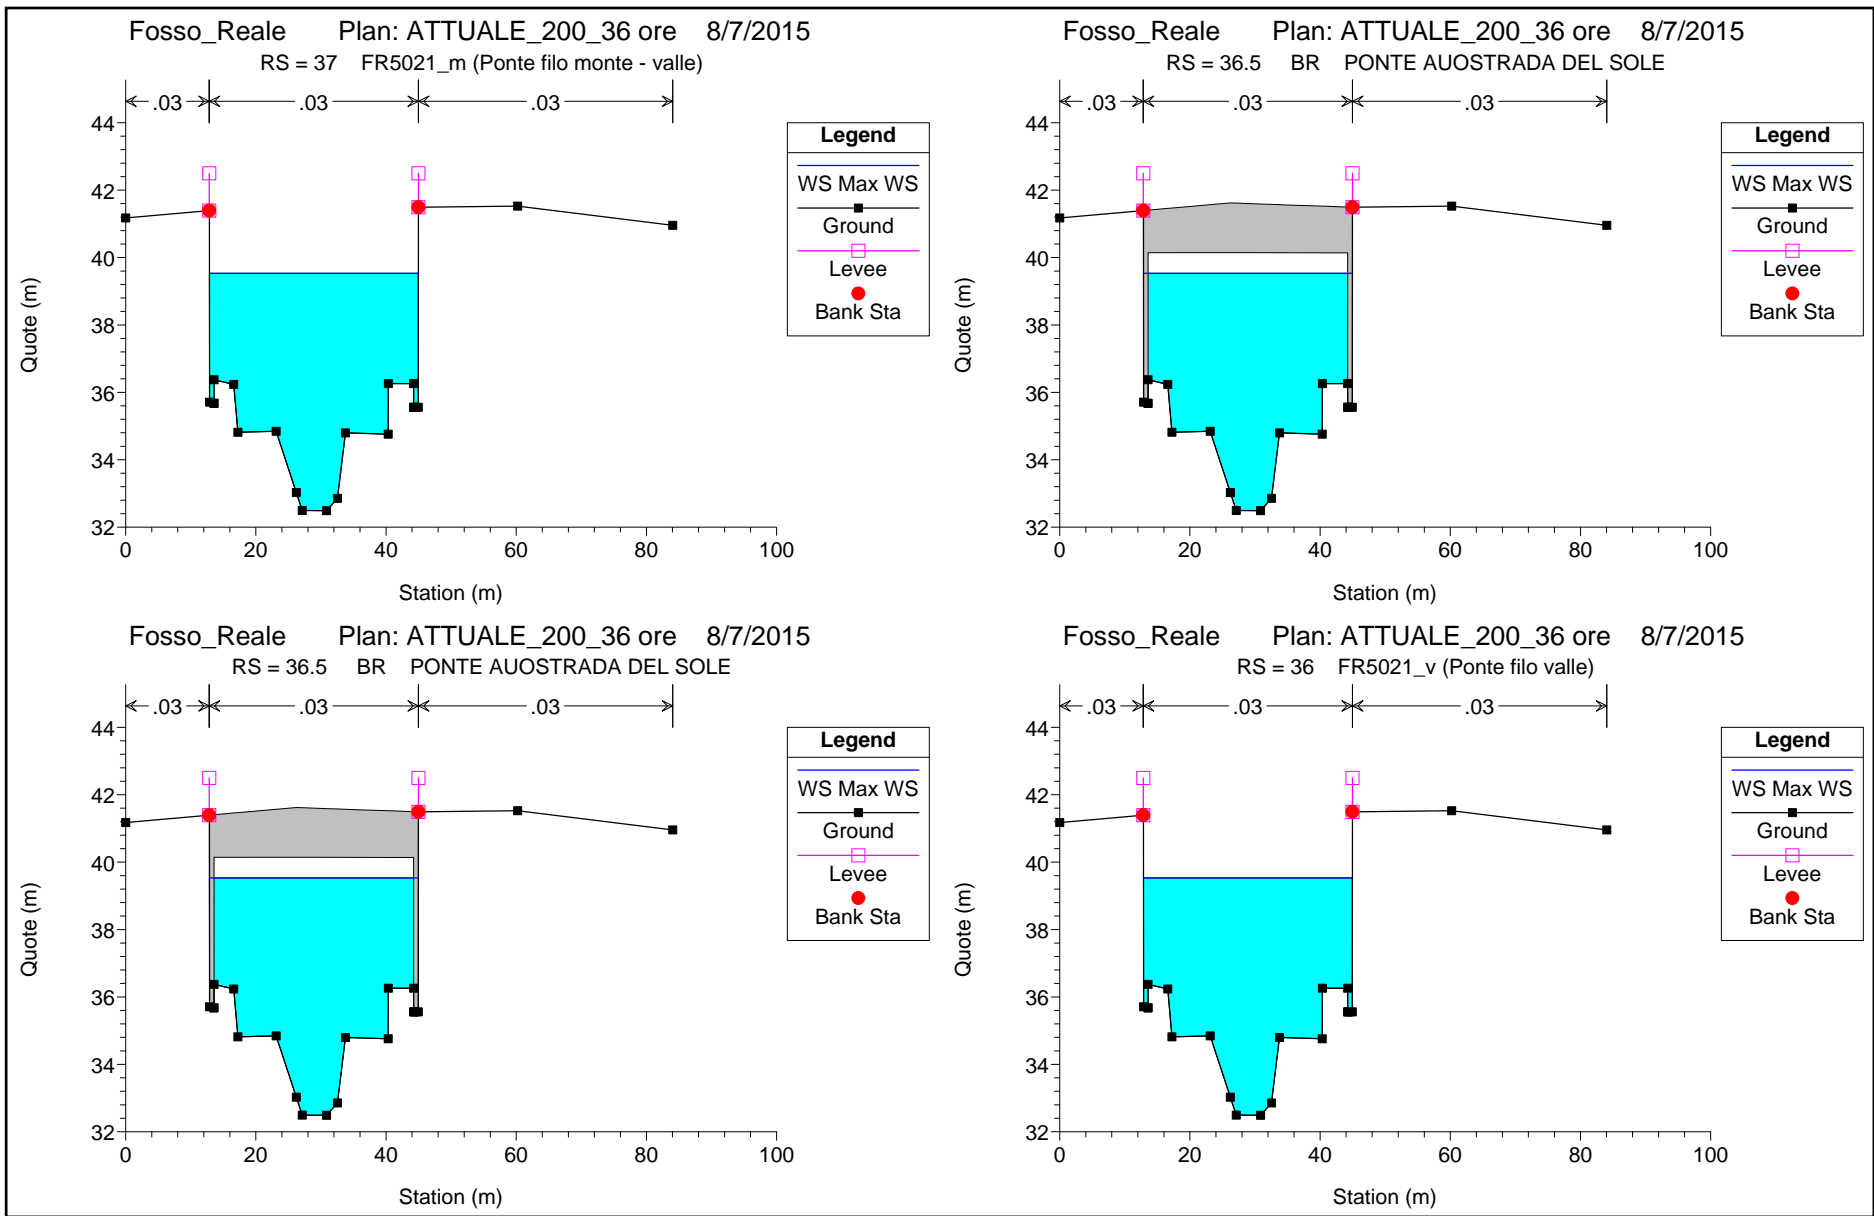 Fosso_Reale Plan: ATTUALE_200_36 ore 8/7/2015
RS = 37 FR5021_m (Ponte filo monte - valle)
.03 .03 .03
44
42
40
38
36
34
32
0 20 40 60 80 100
Quote (m)
Station (m)
Legend
WS Max WS
Ground
Levee
Bank Sta
Fosso_Reale Plan: ATTUALE_200_36 ore 8/7/2015
RS = 36.5 BR PONTE AUOSTRADA DEL SOLE
.03 .03 .03
44
42
40
38
36
34
32
0 20 40 60 80 100
Quote (m)
Station (m)
Legend
WS Max WS
Ground
Levee
Bank Sta
Fosso_Reale Plan: ATTUALE_200_36 ore 8/7/2015
RS = 36.5 BR PONTE AUOSTRADA DEL SOLE
.03 .03 .03
44
42
40
38
36
34
32
0 20 40 60 80 100
Quote (m)
Station (m)
Legend
WS Max WS
Ground
Levee
Bank Sta
Fosso_Reale Plan: ATTUALE_200_36 ore 8/7/2015
RS = 36 FR5021_v (Ponte filo valle)
.03 .03 .03
44
42
40
38
36
34
32
0 20 40 60 80 100
Quote (m)
Station (m)
Legend
WS Max WS
Ground
Levee
Bank Sta